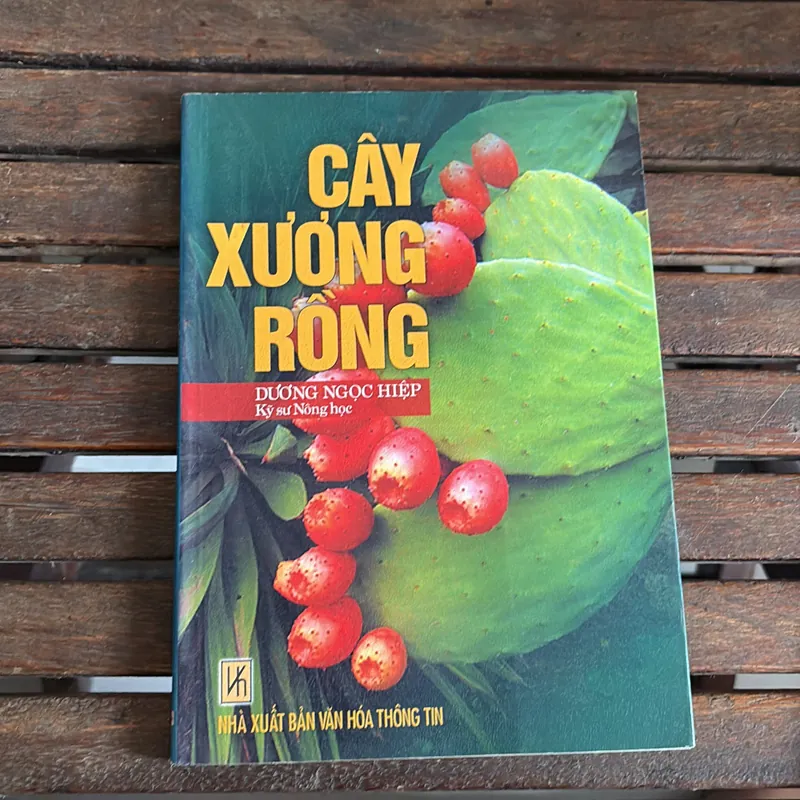 CÂY
XƯƠNG
RỒNG
DƯƠNG NGỌC HIỆP
Kỹ sư Nông học
NHÀ XUẤT BẢN VĂN HÓA THÔNG TIN